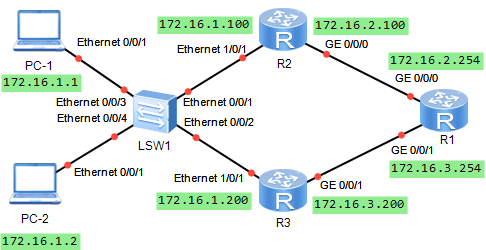 172.16.1.100
172.16.2.100
Ethernet 0/0/1
Ethernet 1/0/1
GE 0/0/0
R
R2
172.16.2.254
PC-1
172.16.1.1
GE 0/0/0
Ethernet 0/0/3
Ethernet 0/0/1
Ethernet 0/0/4
Ethernet 0/0/2
R
R1
LSW1
GE 0/0/1
172.16.3.254
Ethernet 0/0/1
Ethernet 1/0/1
GE 0/0/1
172.16.1.200
R
R3
172.16.3.200
PC-2
172.16.1.2